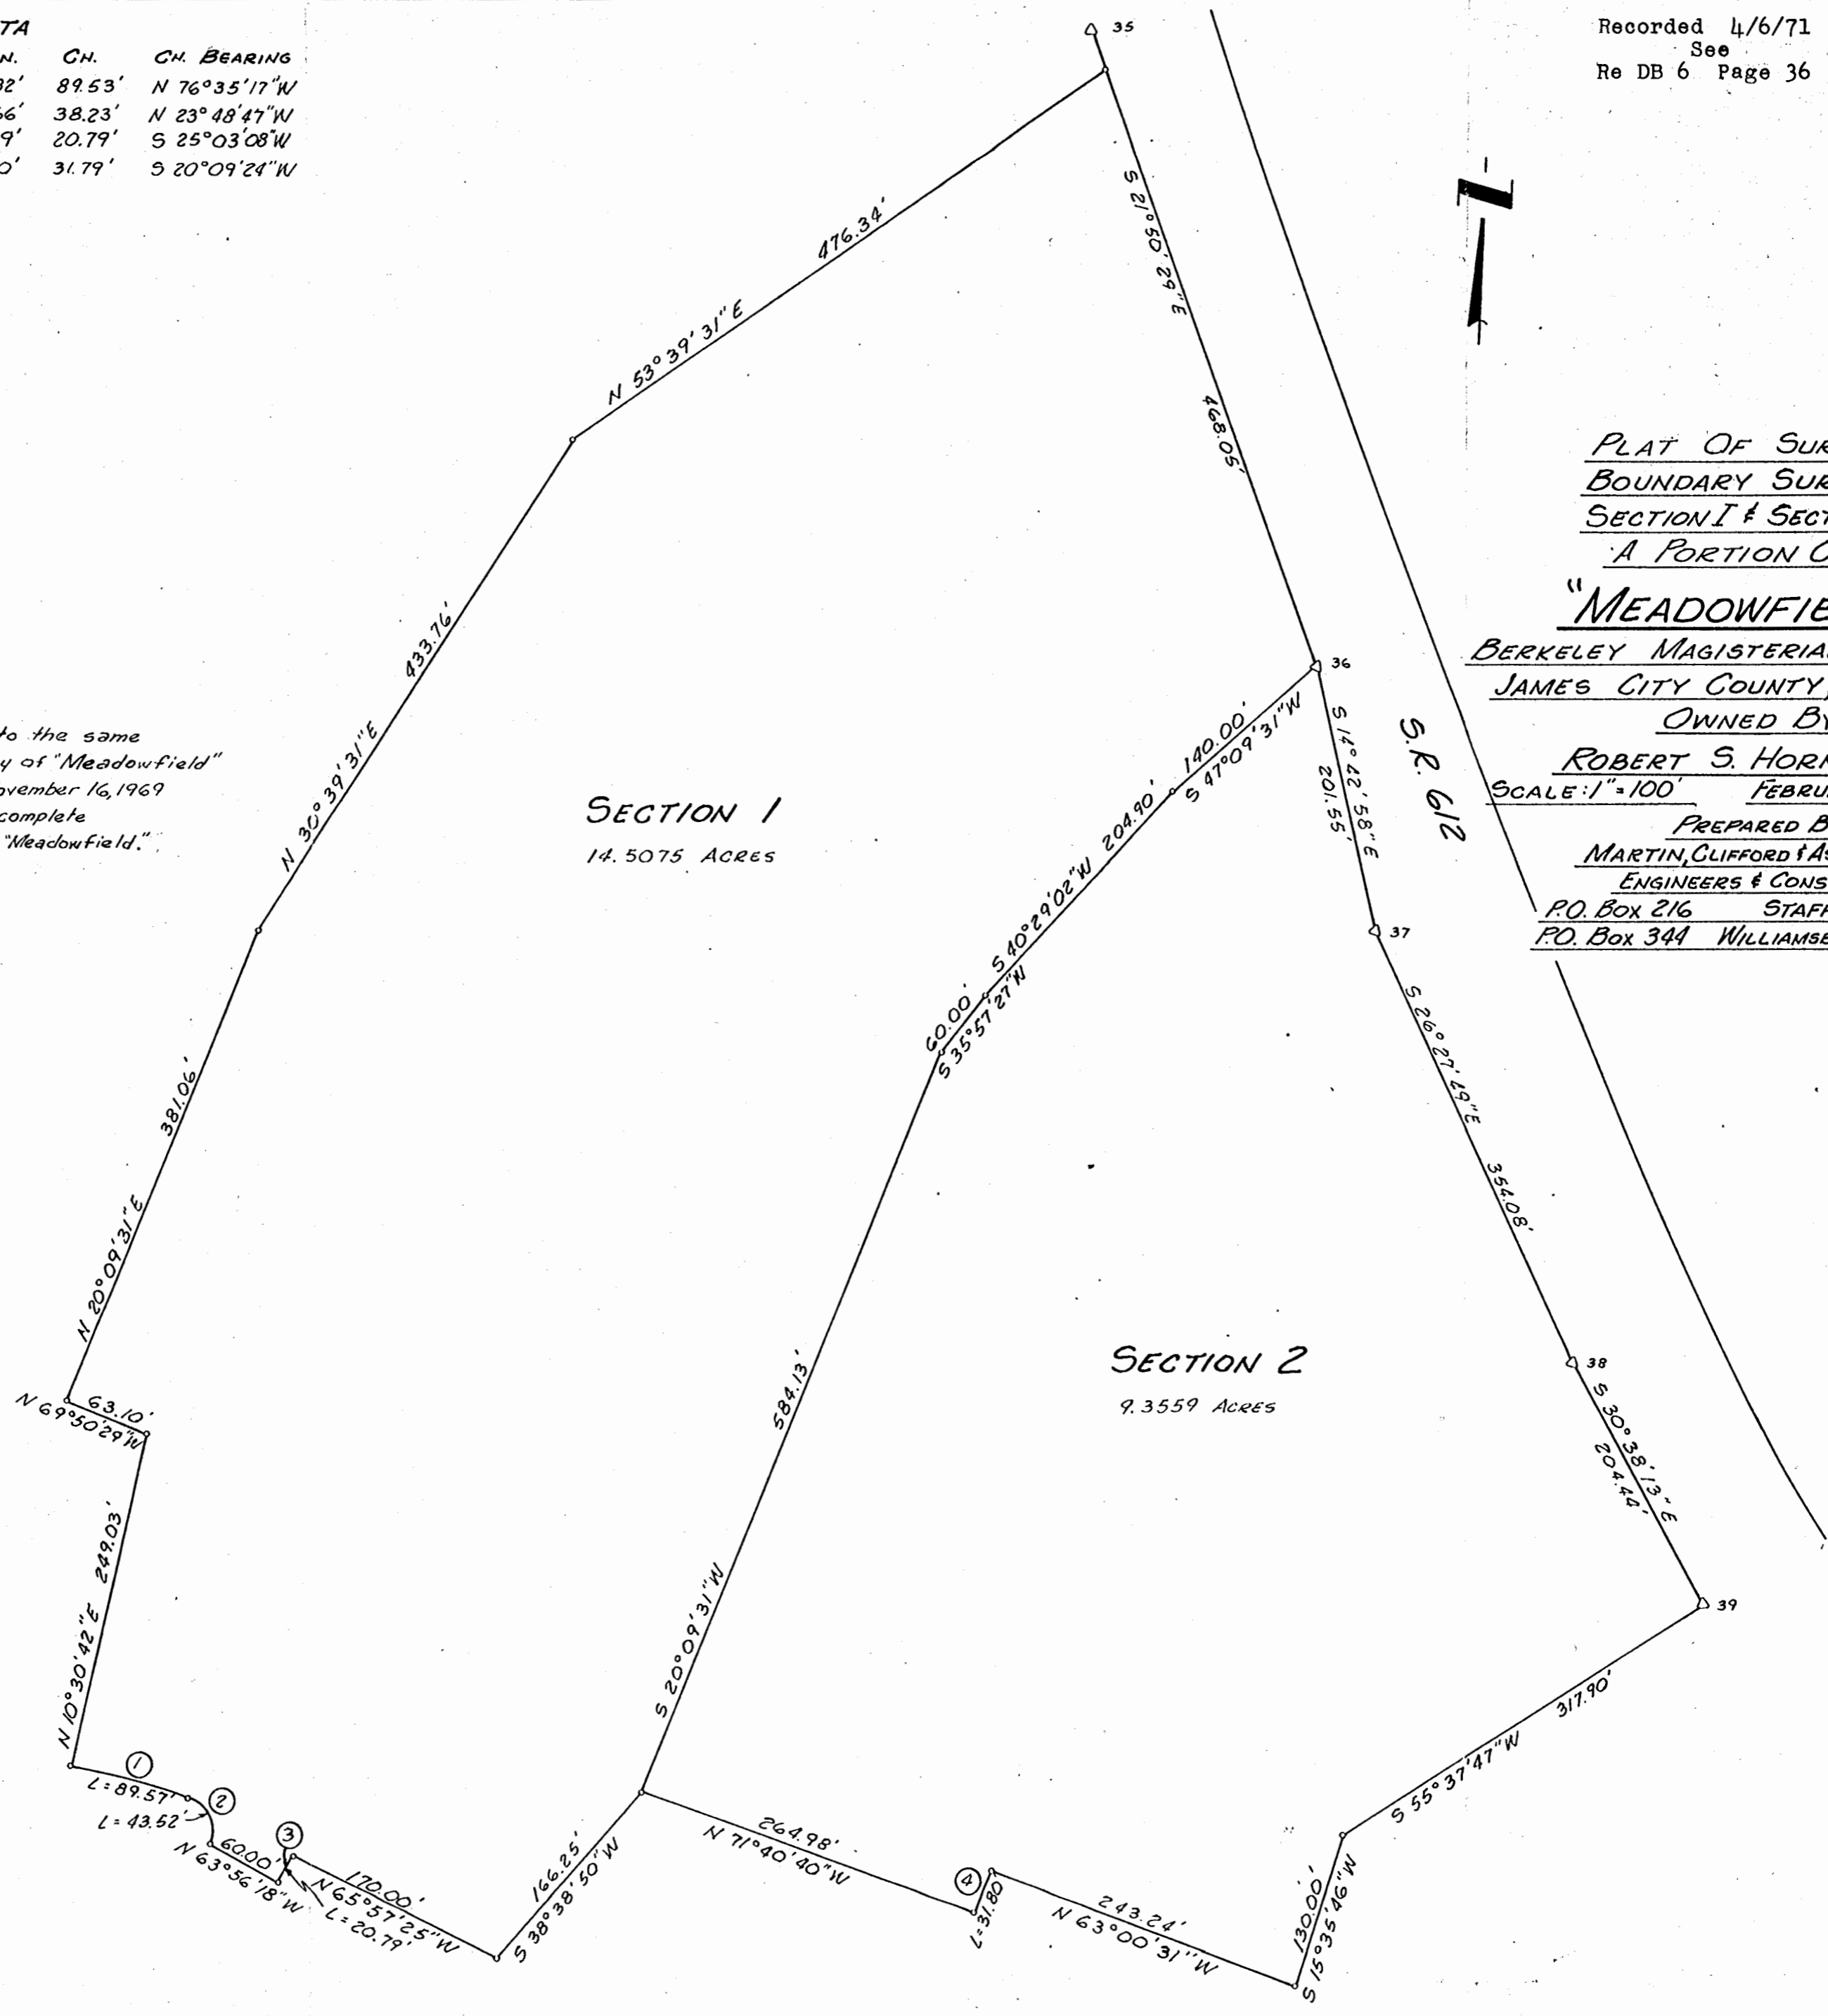 TA
N. CH. CH. BEARING
32' 89.53' N 76°35'17"W
66' 38.23' N 23°48'47"W
9' 20.79' S 25°03'08"W
0' 31.79' S 20°09'24"W
Recorded 4/6/71
See
Re DB 6 Page 36
35
S 21°50'29"E
468.05'
476.34'
N 53°39'31"E
N
433.76'
N 30°39'31"E
36
140.00'
S 47°09'31"W
S 14°42'58"E
201.55'
S.R. 612
37
PLAT OF SUR
BOUNDARY SUR
SECTION I & SECT
A PORTION O
"MEADOWFIE
BERKELEY MAGISTERIA
JAMES CITY COUNTY,
OWNED BY
ROBERT S. HORN
SCALE: 1"=100' FEBRU
PREPARED B
MARTIN, CLIFFORD & AS
ENGINEERS & CONS
P.O. BOX 216 STAFF
P.O. BOX 344 WILLIAMSB
to the same
y of "Meadowfield"
vember 16, 1969
complete
"Meadowfield."
SECTION 1
14.5075 ACRES
S 40°29'02"W 204.90'
60.00'
S 35°57'27"W
S 26°27'49"E
354.08'
381.06'
N 20°09'31"E
584.13'
S 20°09'31"W
SECTION 2
9.3559 ACRES
38
S 30°38'13"E
204.44'
39
63.10'
N 69°50'29"W
N 10°30'42"E 249.03'
317.90'
S 55°37'47"W
1
L=89.57'
2
L=43.52'
60.00'
N 63°56'18"W
3
L=20.79'
170.00'
N 65°57'25"W
166.25'
S 38°38'50"W
264.98'
N 71°40'40"W
4
L=31.80'
243.24'
N 63°00'31"W
130.00'
S 15°35'46"W